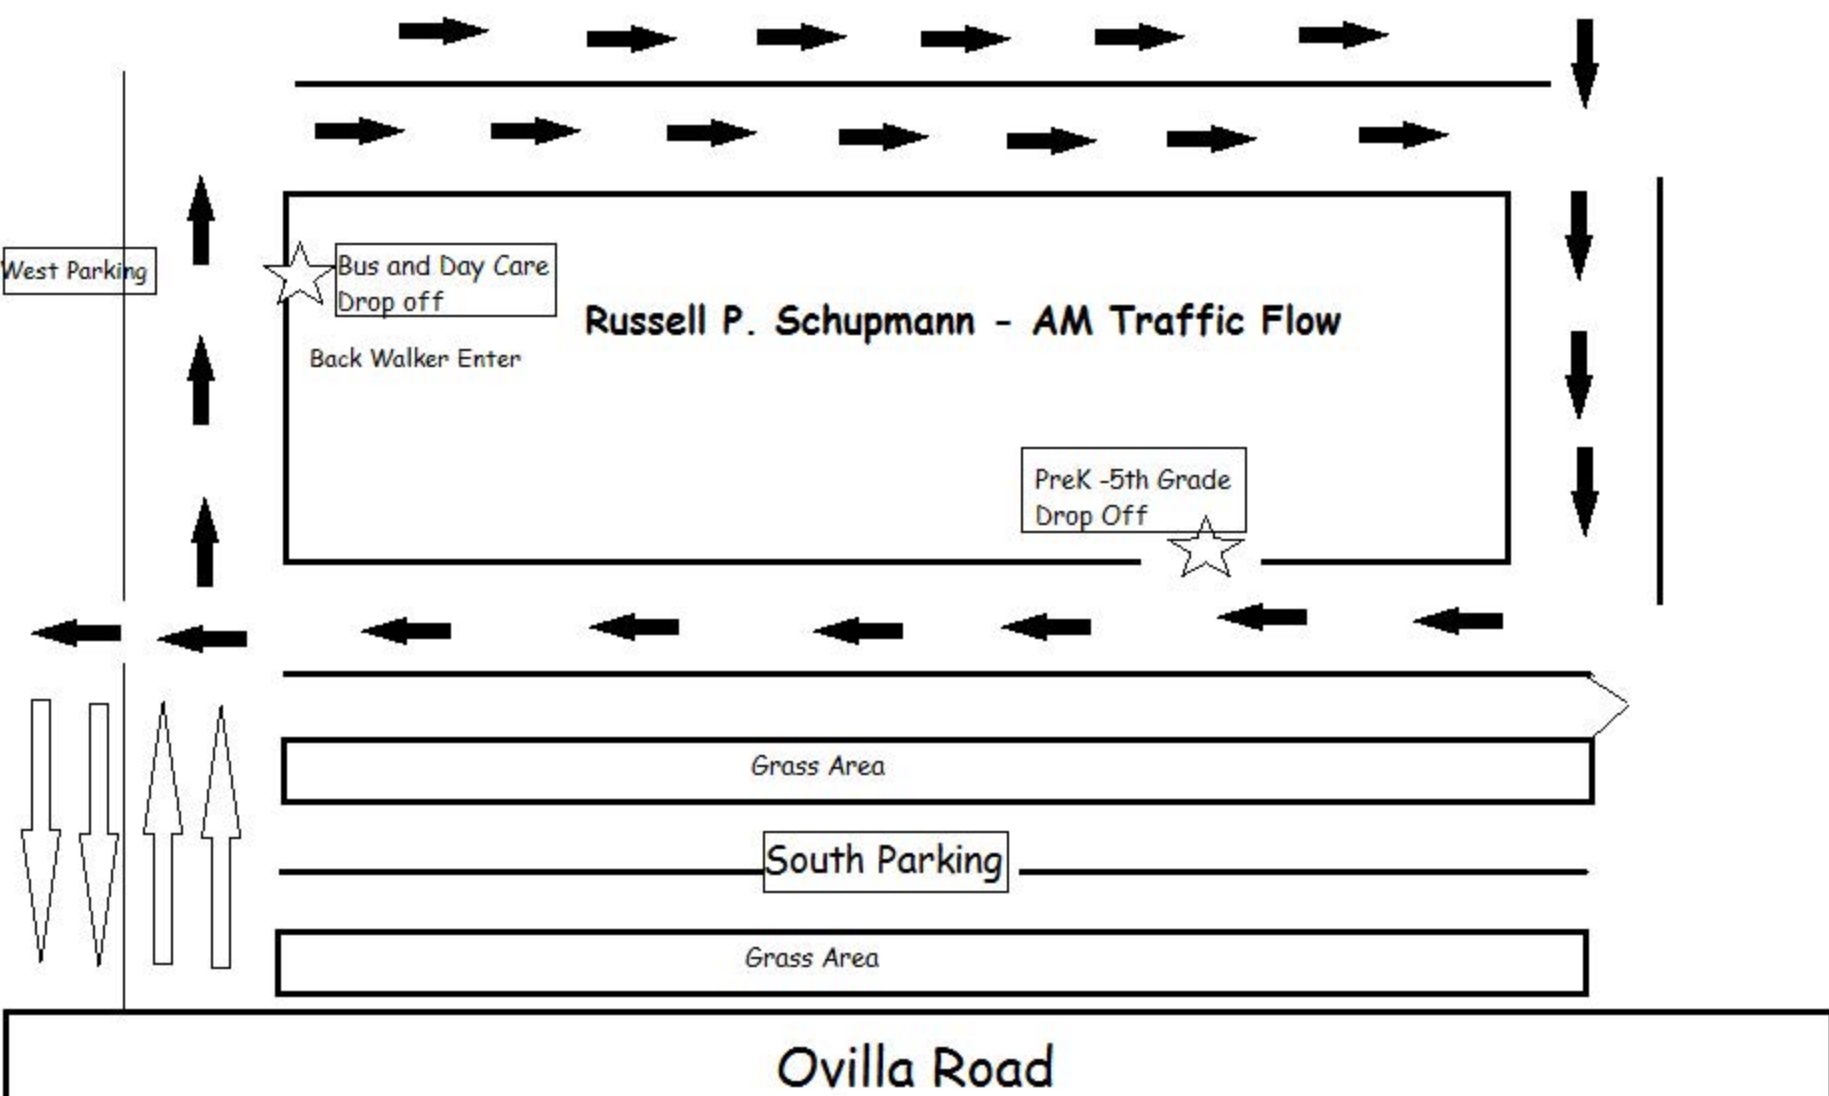 West Parking
Bus and Day Care
Drop off
Russell P. Schupmann - AM Traffic Flow
Back Walker Enter
PreK -5th Grade
Drop Off
Grass Area
South Parking
Grass Area
Ovilla Road